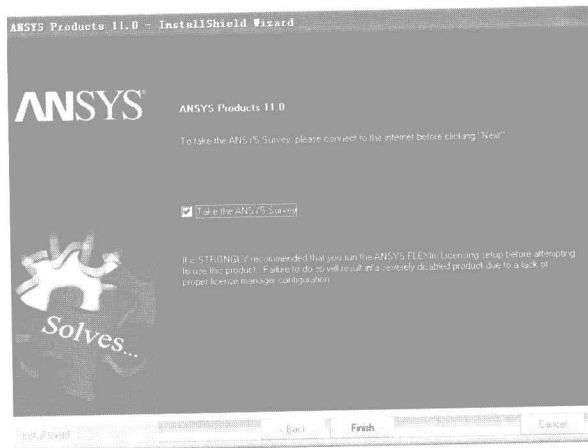 ANSYS Products 11.0 - InstallShield Wizard
ANSYS
ANSYS Products 11.0
To take the ANSYS Survey, please connect to the internet before clicking "Next"
Take the ANSYS Survey
It is STRONGLY recommended that you run the ANSYS FLEXlm Licensing setup before attempting
to use this product. Failure to do so will result in a severely disabled product due to a lack of
proper license manager configuration.
Solves...
InstallShield
< Back
Finish
Cancel